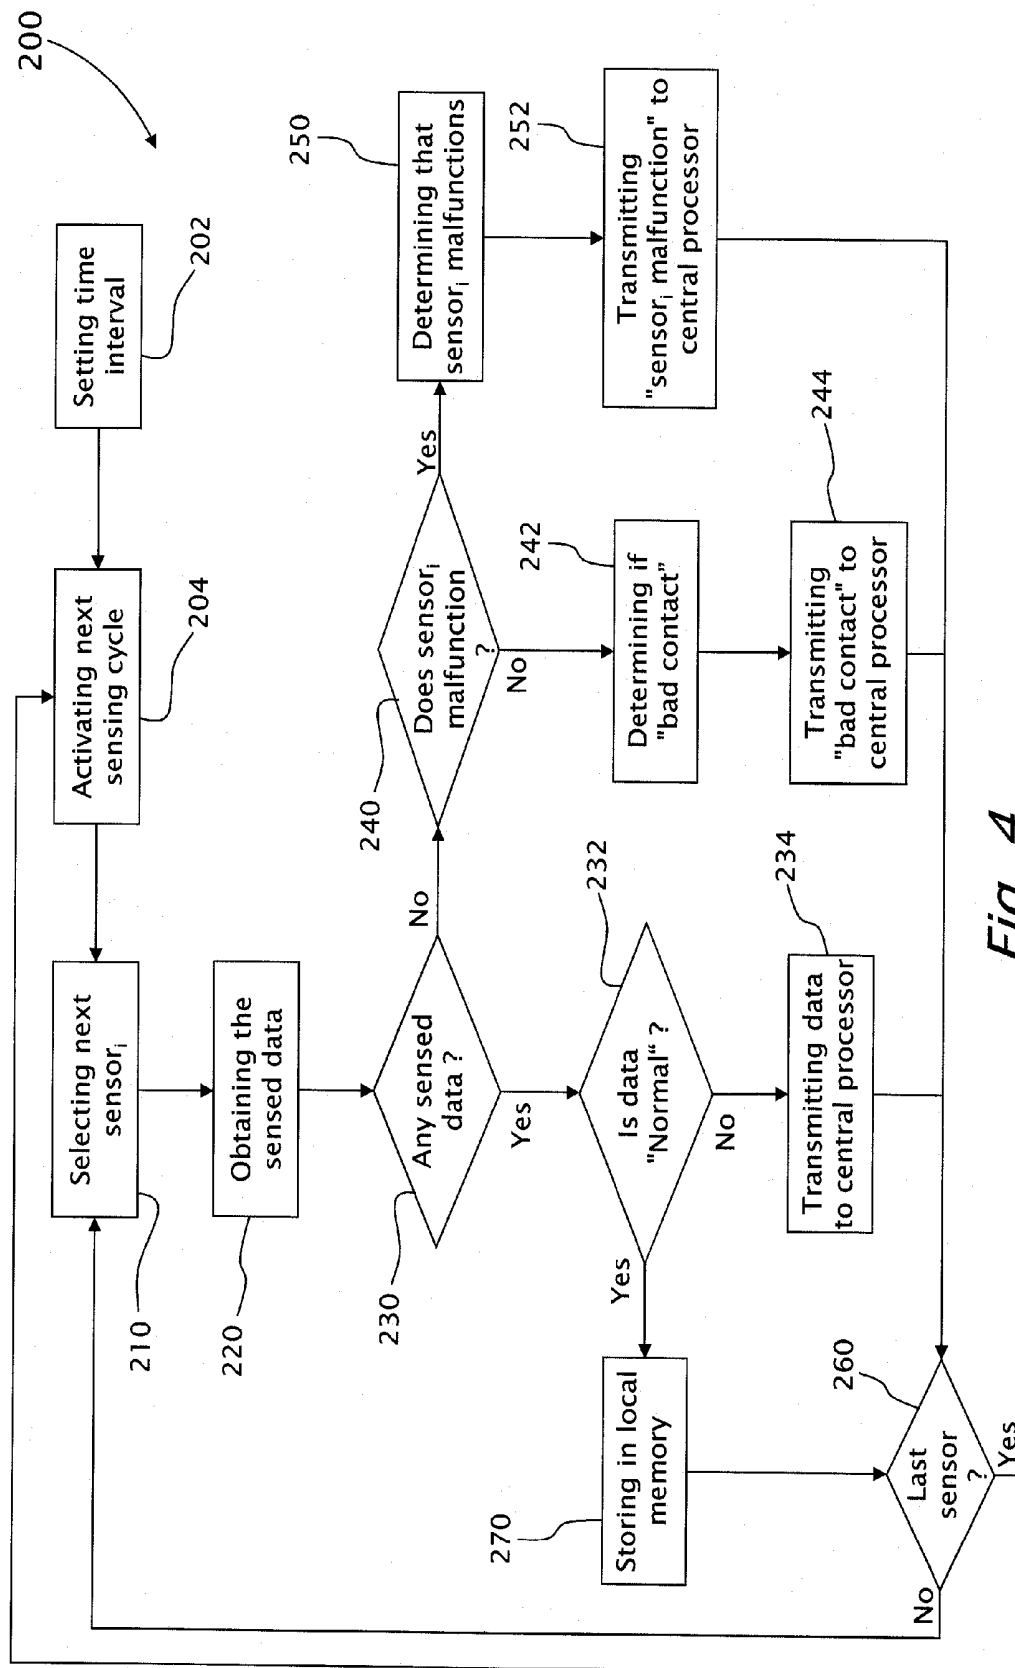 200
Setting time
interval
202
Activating next
sensing cycle
204
Selecting next
sensorᵢ
210
Obtaining the
sensed data
220
Any sensed
data ?
230
No
Yes
Does sensorᵢ
malfunction
?
240
Yes
No
Determining that
sensorᵢ malfunctions
250
Transmitting
"sensorᵢ malfunction" to
central processor
252
Determining if
"bad contact"
242
Transmitting
"bad contact" to
central processor
244
Is data
"Normal“ ?
232
Yes
No
Transmitting data
to central processor
234
Storing in local
memory
270
Last
sensor
?
260
No
Yes
Fig. 4